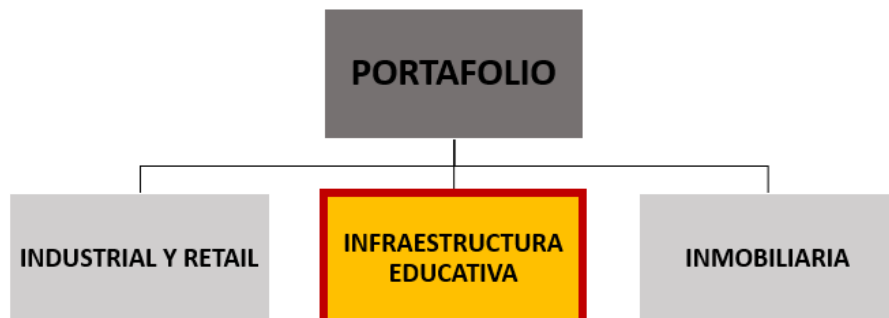 PORTAFOLIO
INDUSTRIAL Y RETAIL
INFRAESTRUCTURA
EDUCATIVA
INMOBILIARIA